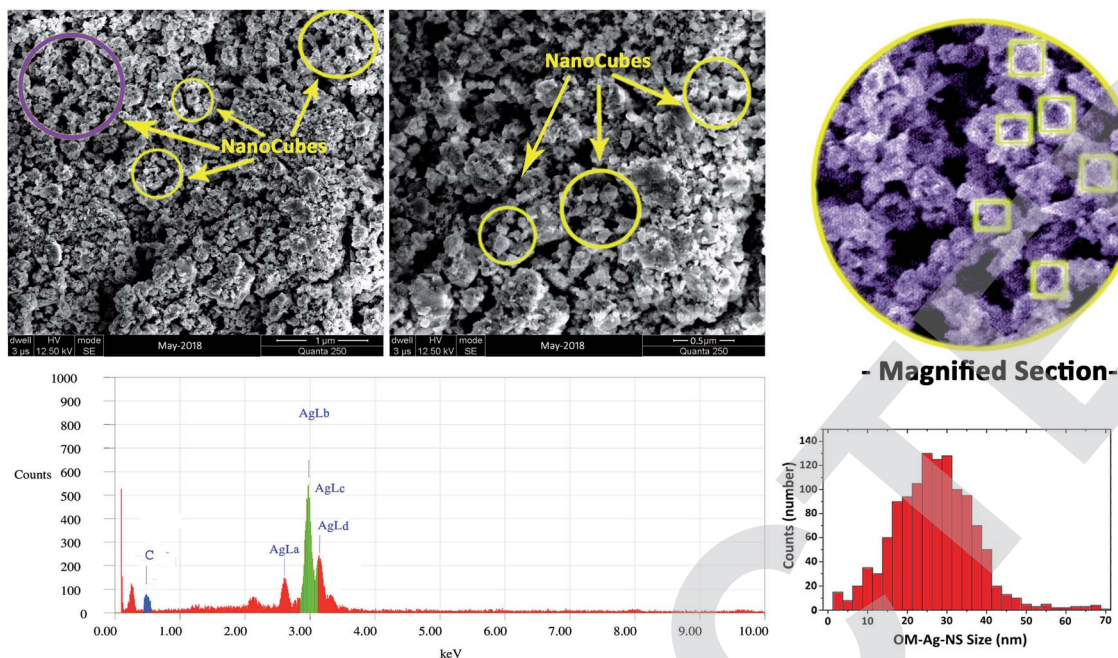 NanoCubes
dwell HV mode
3 µs 12.50 kV SE
May-2018
1 µm
Quanta 250
NanoCubes
dwell HV mode
3 µs 12.50 kV SE
May-2018
0.5µm
Quanta 250
- Magnified Section-
1000
900
800
700
600
500
400
300
200
100
0
Counts
AgLb
AgLc
AgLd
AgLa
C
0.00 1.00 2.00 3.00 4.00 5.00 6.00 7.00 8.00 9.00 10.00
keV
140
120
100
80
60
40
20
0
Counts (number)
0 10 20 30 40 50 60 70
OM-Ag-NS Size (nm)